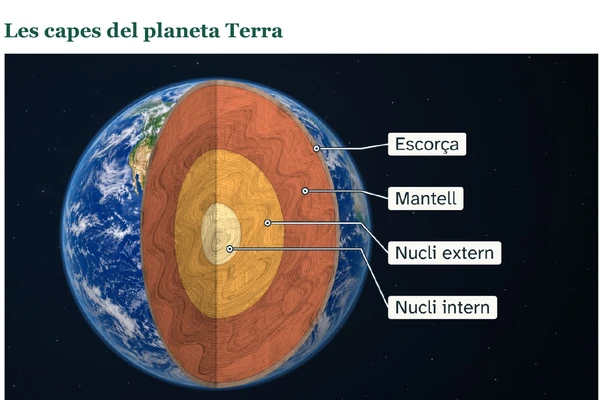 Les capes del planeta Terra
Escorça
Mantell
Nucli extern
Nucli intern